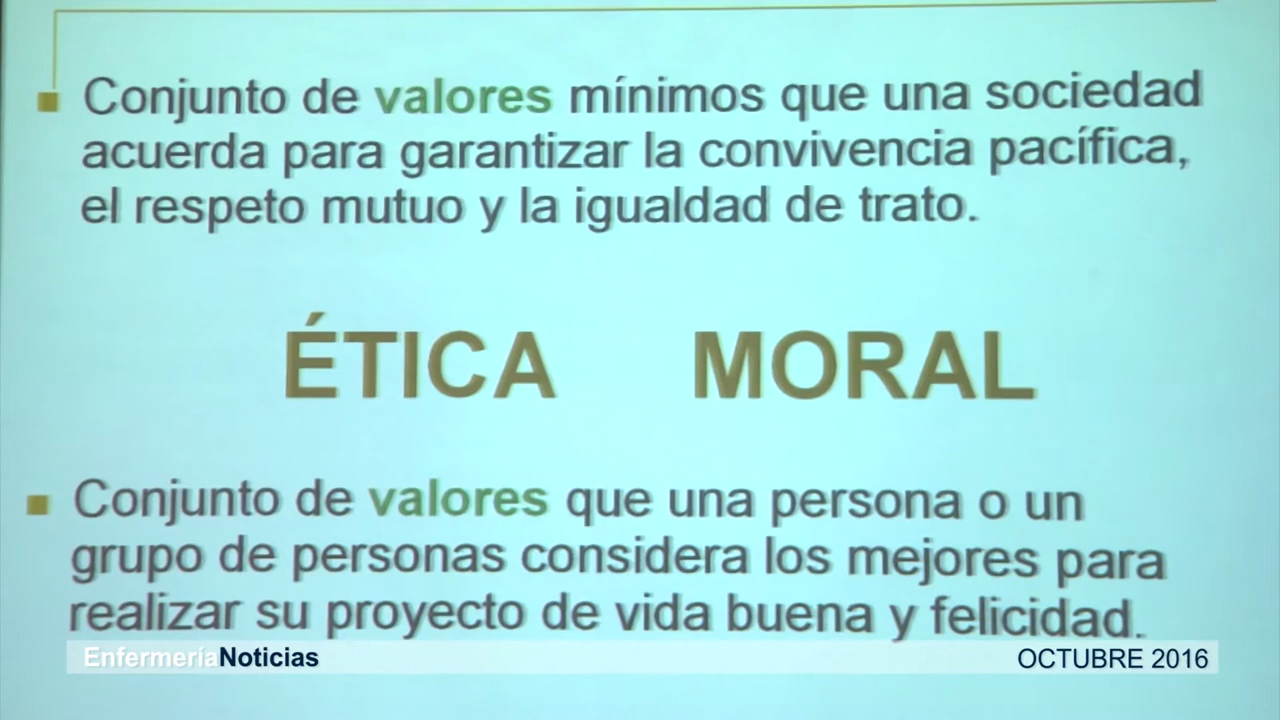 Conjunto de valores mínimos que una sociedad
acuerda para garantizar la convivencia pacífica,
el respeto mutuo y la igualdad de trato.
ÉTICA MORAL
Conjunto de valores que una persona o un
grupo de personas considera los mejores para
realizar su proyecto de vida buena y felicidad.
EnfermeríaNoticias OCTUBRE 2016